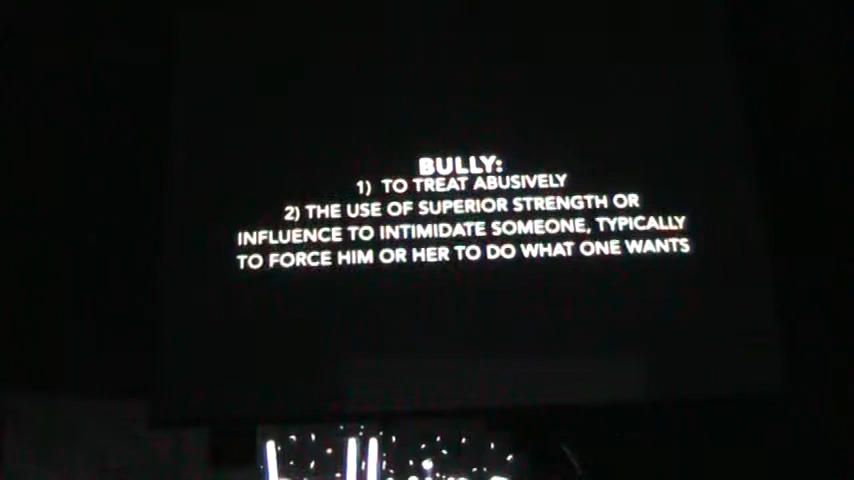 BULLY:
1) TO TREAT ABUSIVELY
2) THE USE OF SUPERIOR STRENGTH OR
INFLUENCE TO INTIMIDATE SOMEONE, TYPICALLY
TO FORCE HIM OR HER TO DO WHAT ONE WANTS